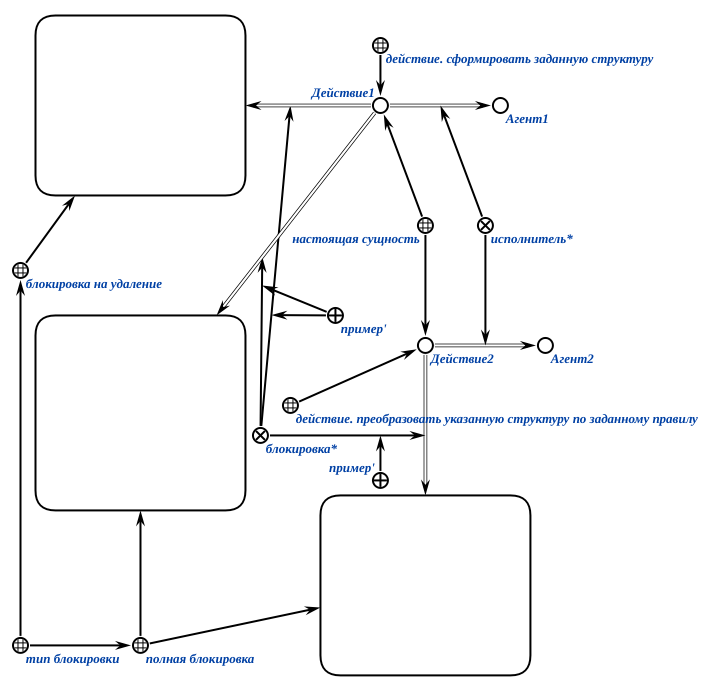 действие. сформировать заданную структуру
Действие1
Агент1
настоящая сущность
исполнитель*
блокировка на удаление
пример'
Действие2
Агент2
действие. преобразовать указанную структуру по заданному правилу
блокировка*
пример'
тип блокировки
полная блокировка